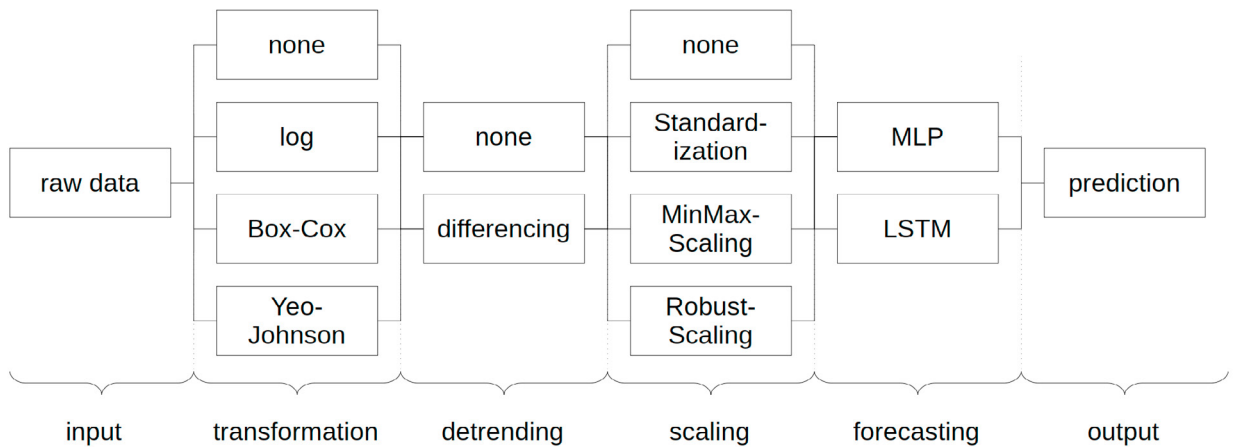 none
none
log
none
Standard-
ization
MLP
raw data
prediction
Box-Cox
differencing
MinMax-
Scaling
LSTM
Yeo-
Johnson
Robust-
Scaling
input
transformation
detrending
scaling
forecasting
output